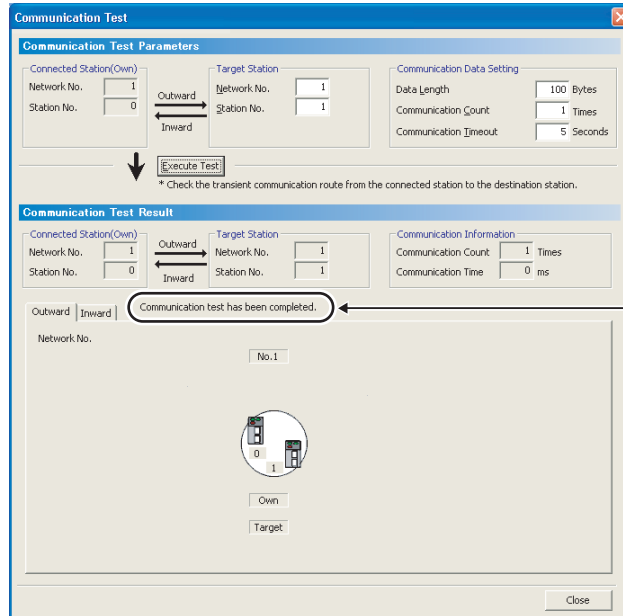 Communication Test
Communication Test Parameters
Connected Station(Own)
Network No. 1
Station No. 0
Outward
Inward
Target Station
Network No. 1
Station No. 1
Communication Data Setting
Data Length 100 Bytes
Communication Count 1 Times
Communication Timeout 5 Seconds
Execute Test
* Check the transient communication route from the connected station to the destination station.
Communication Test Result
Connected Station(Own)
Network No. 1
Station No. 0
Outward
Inward
Target Station
Network No. 1
Station No. 1
Communication Information
Communication Count 1 Times
Communication Time 0 ms
Outward Inward Communication test has been completed.
Network No.
No.1
0
1
Own
Target
Close